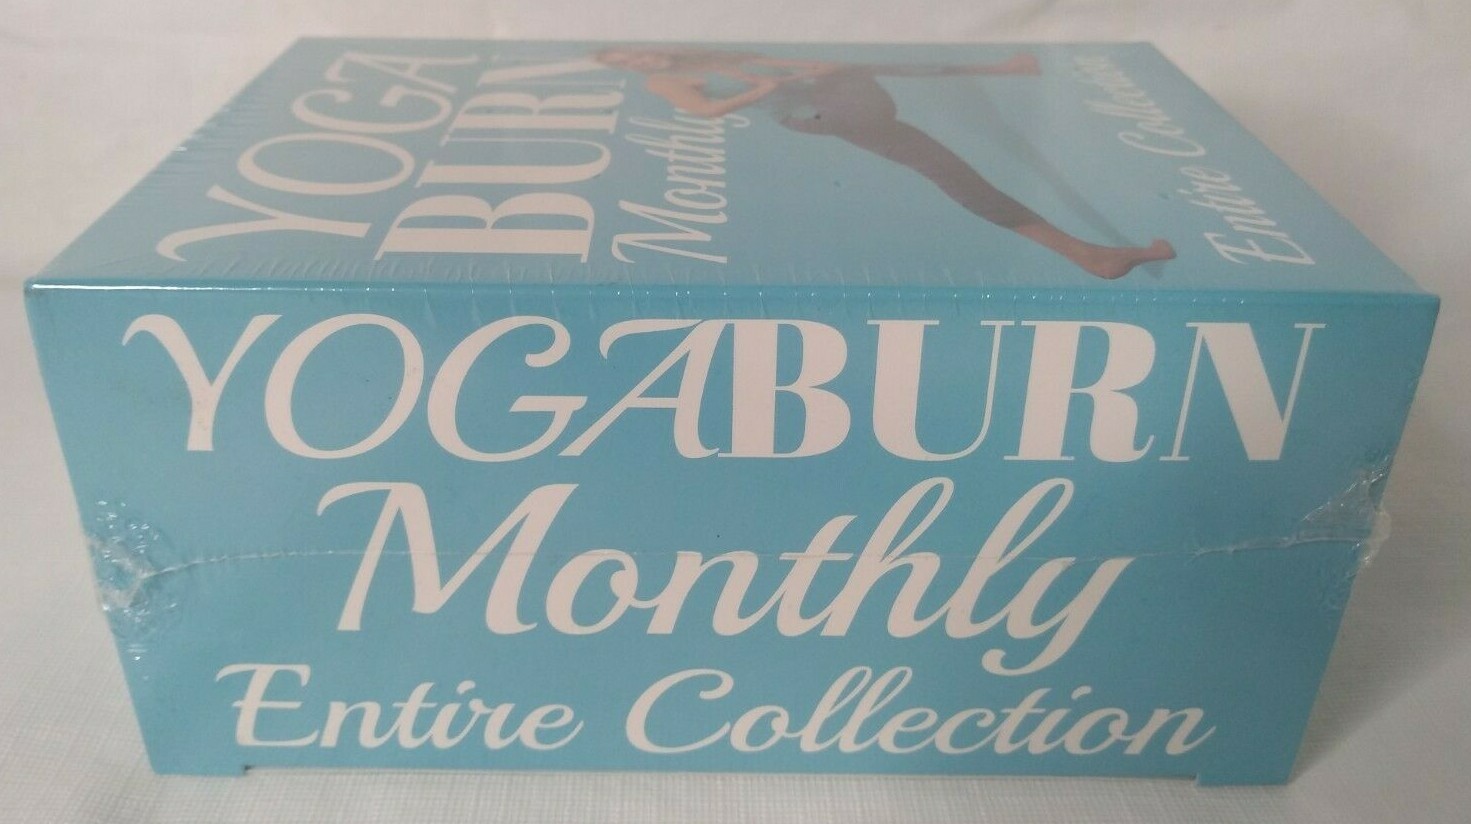 YOGA
BURN
Monthly
Entire Collection
YOGABURN
Monthly
Entire Collection